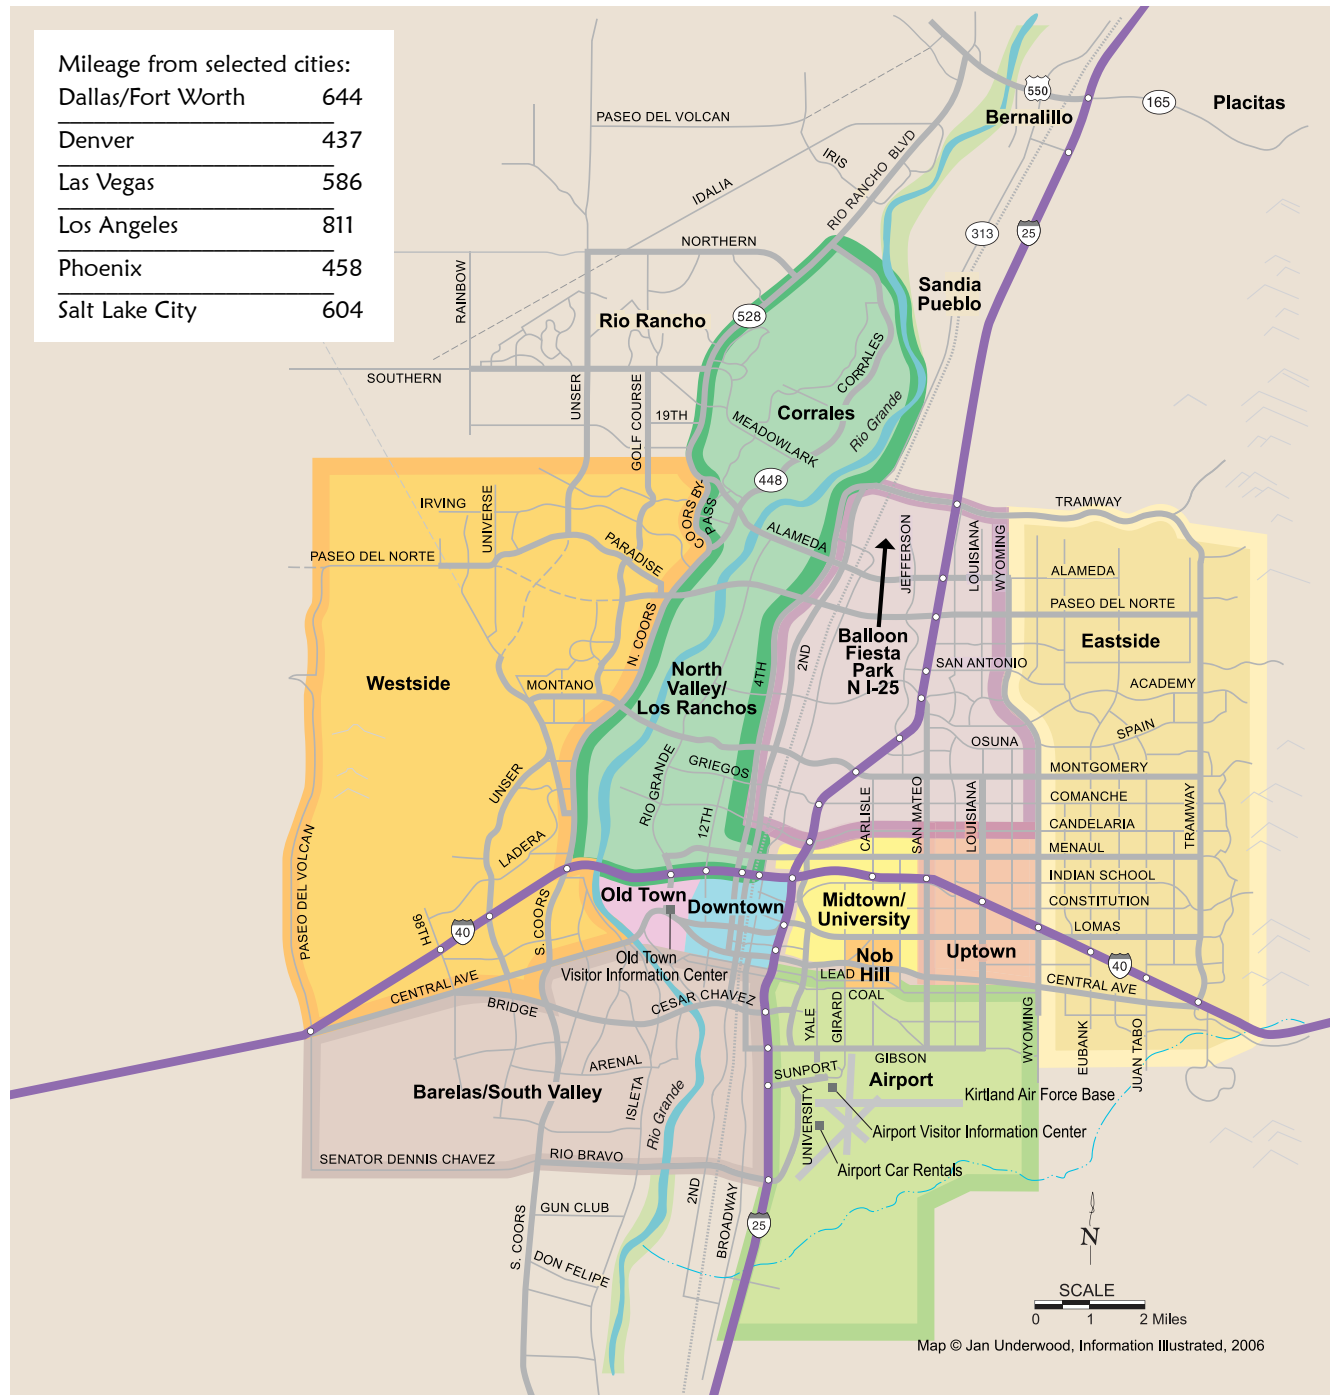 Mileage from selected cities:
Dallas/Fort Worth 644
Denver 437
Las Vegas 586
Los Angeles 811
Phoenix 458
Salt Lake City 604
550
165
Placitas
Bernalillo
PASEO DEL VOLCAN
IRIS
RIO RANCHO BLVD
IDALIA
313
25
NORTHERN
RAINBOW
Sandia
Pueblo
Rio Rancho
528
SOUTHERN
UNSER
GOLF COURSE
19TH
CORRALES
Corrales
Rio Grande
MEADOWLARK
448
COORS BY-
PASS
IRVING
UNIVERSE
PASEO DEL NORTE
PARADISE
ALAMEDA
TRAMWAY
JEFFERSON
LOUISIANA
WYOMING
ALAMEDA
PASEO DEL NORTE
Balloon
Fiesta
Park
N I-25
Eastside
N. COORS
2ND
4TH
SAN ANTONIO
Westside
MONTANO
North
Valley/
Los Ranchos
ACADEMY
SPAIN
OSUNA
RIO GRANDE
GRIEGOS
MONTGOMERY
UNSER
12TH
CARLISLE
SAN MATEO
LOUISIANA
COMANCHE
CANDELARIA
TRAMWAY
LADERA
MENAUL
PASEO DEL VOLCAN
INDIAN SCHOOL
Old Town
Downtown
Midtown/
University
CONSTITUTION
98TH
40
S. COORS
LOMAS
Old Town
Visitor Information Center
Nob
Hill
Uptown
40
LEAD
CENTRAL AVE
CENTRAL AVE
BRIDGE
CESAR CHAVEZ
COAL
YALE
GIRARD
WYOMING
EUBANK
JUAN TABO
ARENAL
GIBSON
SUNPORT
Airport
Barelas/South Valley
ISLETA
Rio Grande
UNIVERSITY
Kirtland Air Force Base
Airport Visitor Information Center
SENATOR DENNIS CHAVEZ
RIO BRAVO
Airport Car Rentals
2ND
BROADWAY
S. COORS
GUN CLUB
25
N
DON FELIPE
SCALE
0 1 2 Miles
Map © Jan Underwood, Information Illustrated, 2006